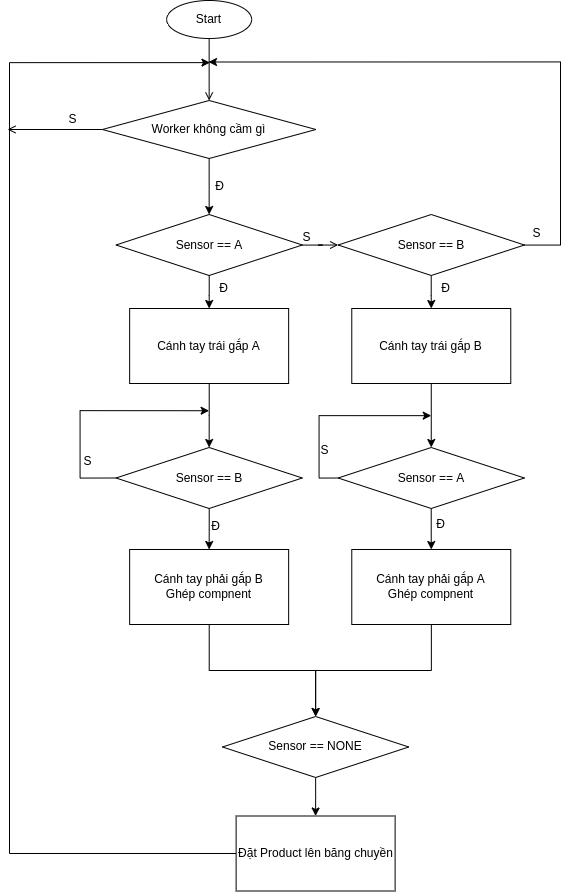 Start
S
Worker không cầm gì
Đ
Sensor == A
S
Sensor == B
S
Đ
Đ
Cánh tay trái gắp A
Cánh tay trái gắp B
S
Sensor == B
S
Sensor == A
Đ
Đ
Cánh tay phải gắp B
Ghép compnent
Cánh tay phải gắp A
Ghép compnent
Sensor == NONE
Đặt Product lên băng chuyền